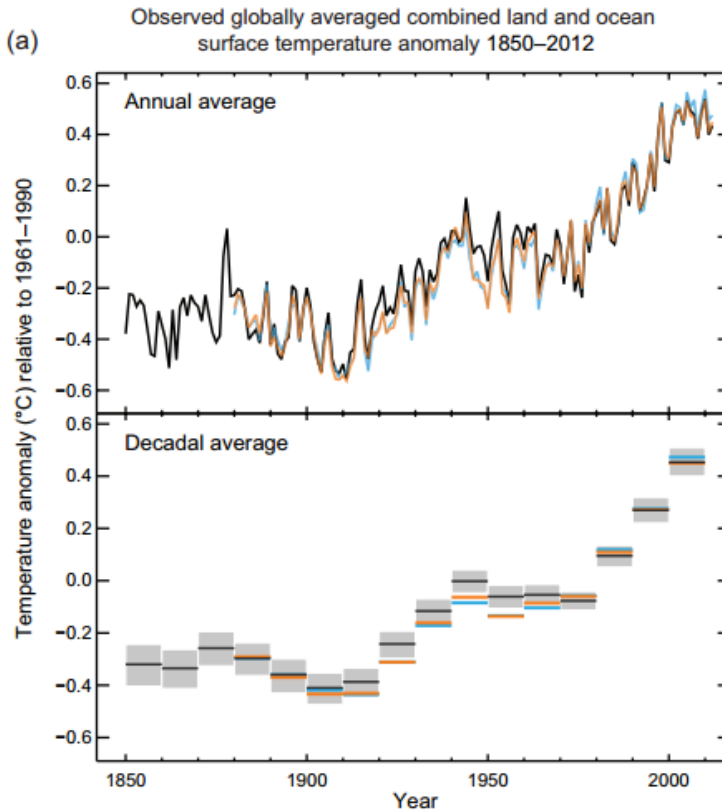 Observed globally averaged combined land and ocean
(a)
surface temperature anomaly 1850–2012
0.6
Annual average
0.4
0.2
0.0
−0.2
−0.4
−0.6
Temperature anomaly (°C) relative to 1961–1990
0.6
Decadal average
0.4
0.2
0.0
−0.2
−0.4
−0.6
1850
1900
1950
2000
Year